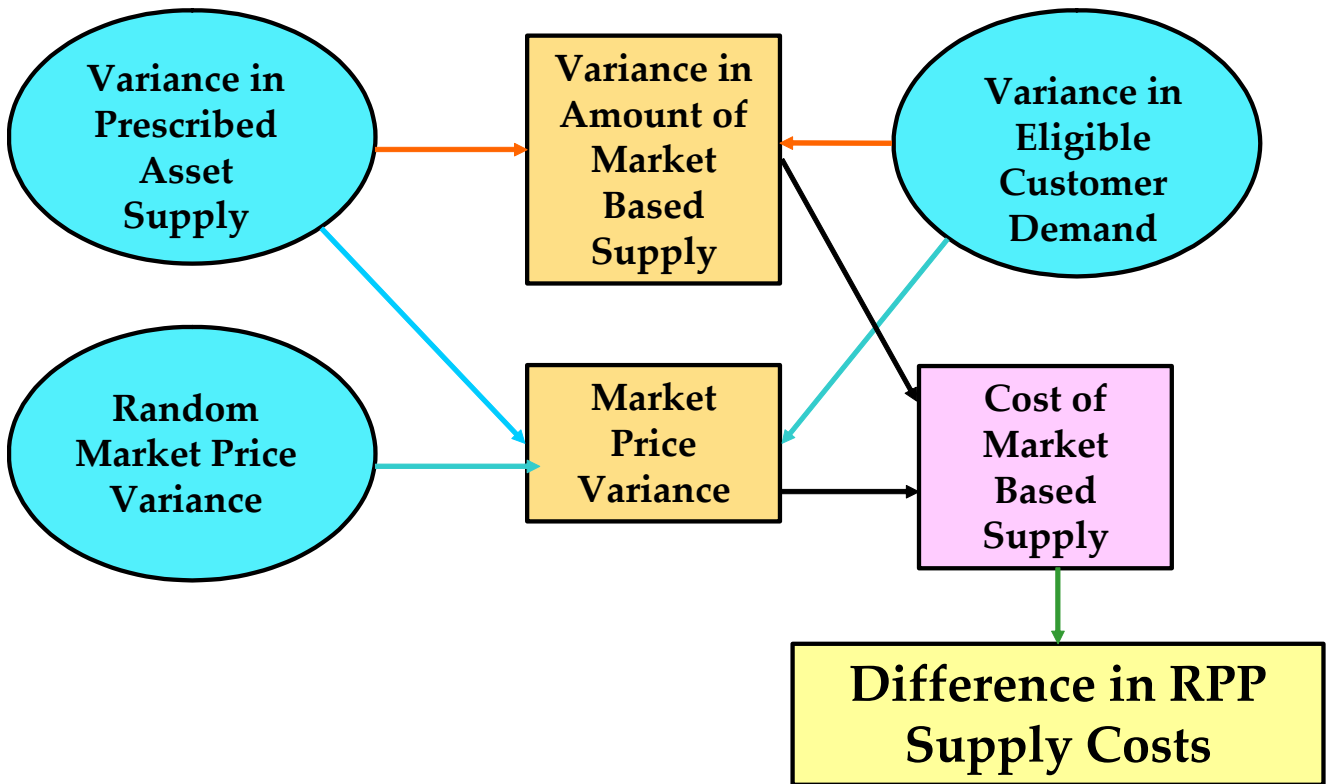 Variance in
Prescribed
Asset
Supply
Variance in
Amount of
Market
Based
Supply
Variance in
Eligible
Customer
Demand
Random
Market Price
Variance
Market
Price
Variance
Cost of
Market
Based
Supply
Difference in RPP
Supply Costs